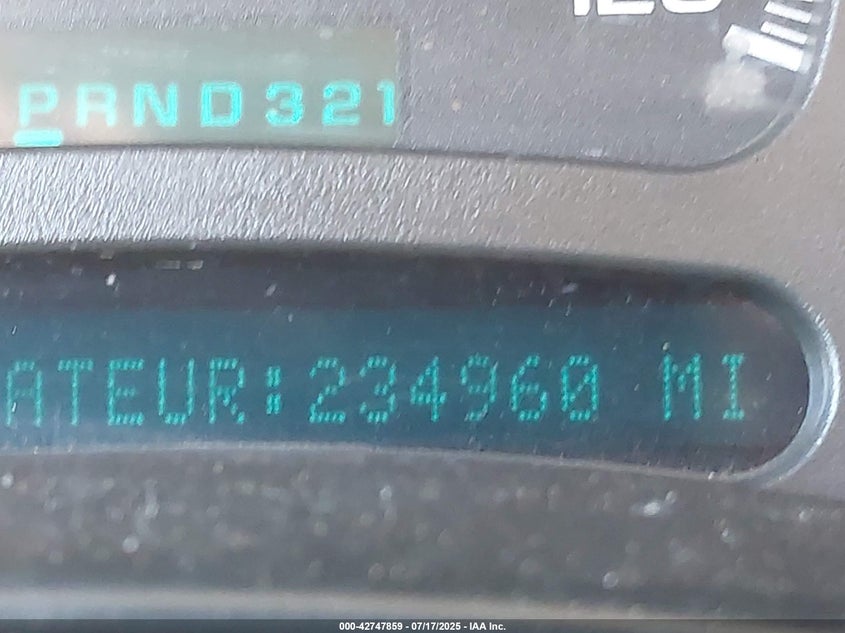 PRND321
ATEUR:234960 MI
000-42747859 - 07/17/2025 - IAA Inc.